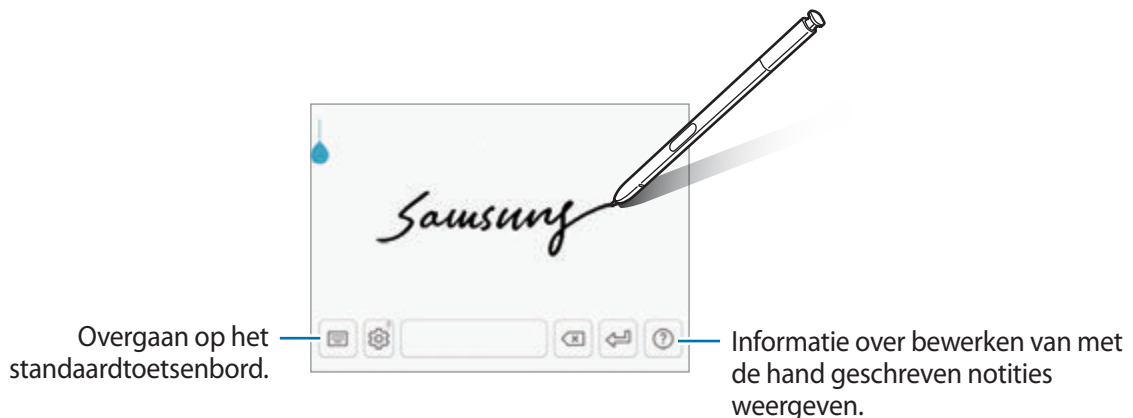 Samsung
Overgaan op het
standaardtoetsenbord.
Informatie over bewerken van met
de hand geschreven notities
weergeven.